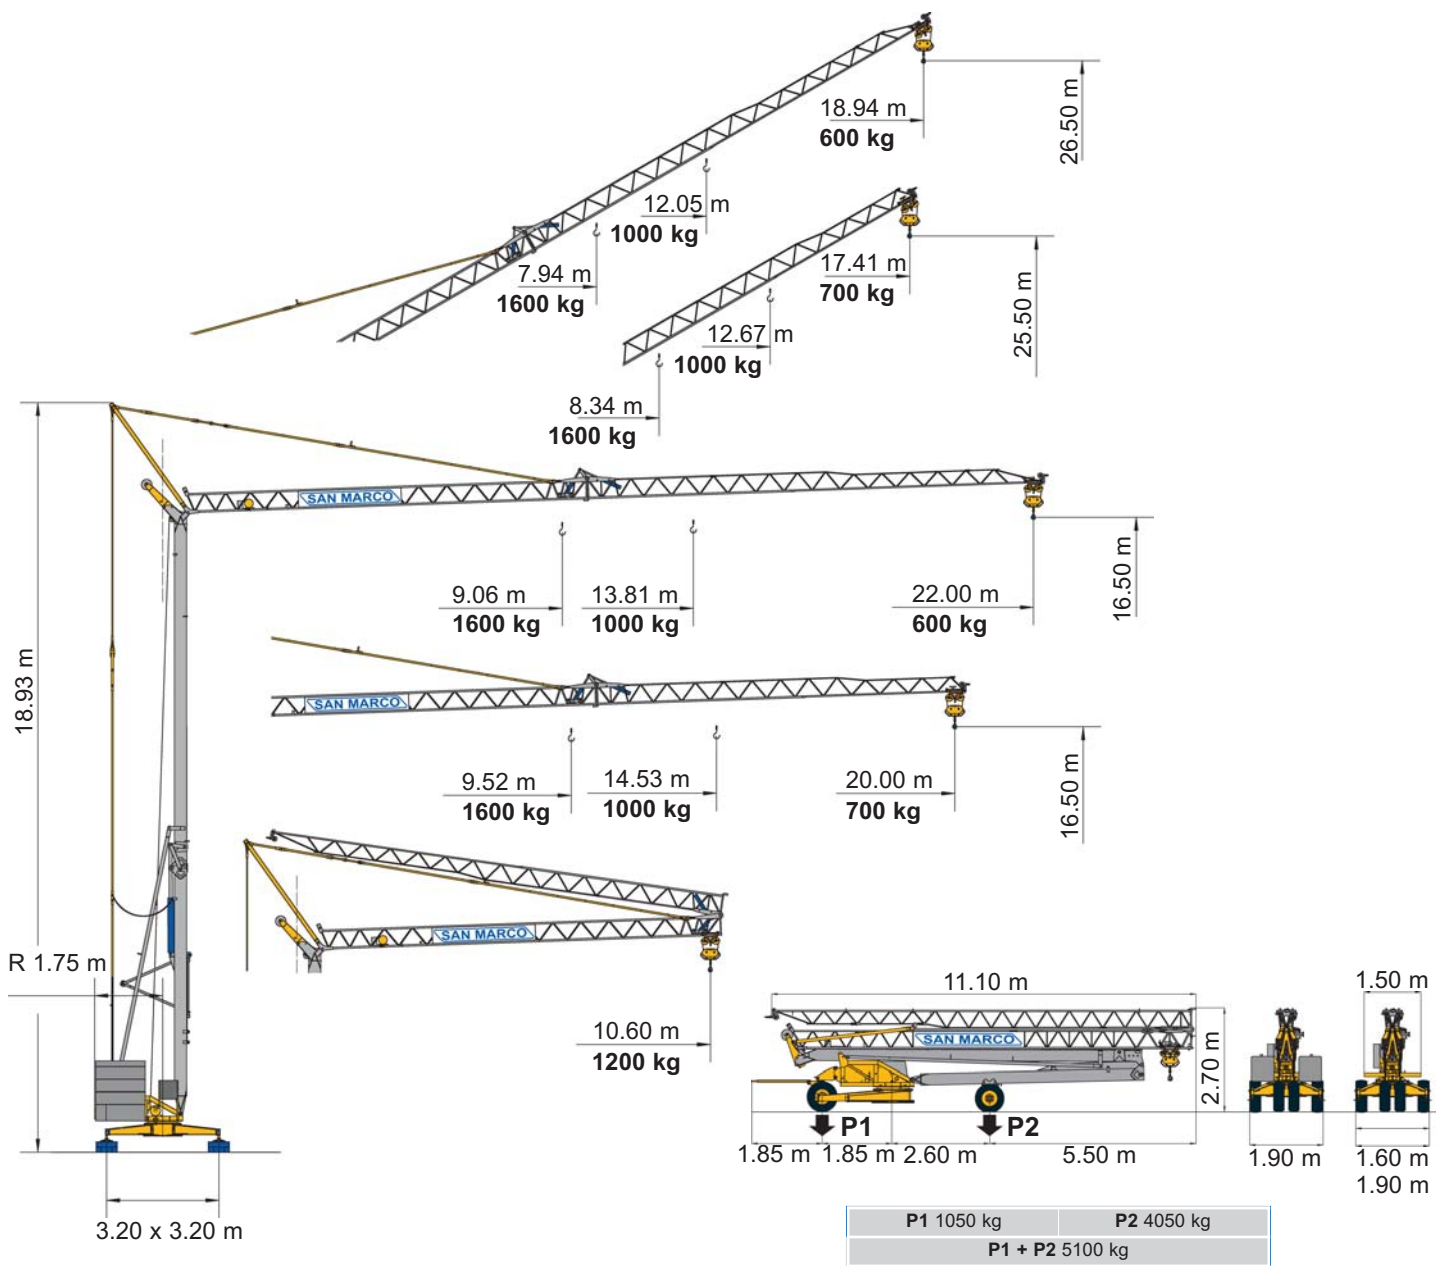 18.94 m
600 kg
26.50 m
12.05 m
1000 kg
7.94 m
1600 kg
17.41 m
700 kg
25.50 m
12.67 m
1000 kg
8.34 m
1600 kg
SAN MARCO
9.06 m
1600 kg
13.81 m
1000 kg
22.00 m
600 kg
16.50 m
18.93 m
SAN MARCO
9.52 m
1600 kg
14.53 m
1000 kg
20.00 m
700 kg
16.50 m
SAN MARCO
10.60 m
1200 kg
R 1.75 m
3.20 x 3.20 m
11.10 m
SAN MARCO
2.70 m
P1
P2
1.85 m
1.85 m
2.60 m
5.50 m
1.90 m
1.50 m
1.60 m
1.90 m
P1 1050 kg
P2 4050 kg
P1 + P2 5100 kg